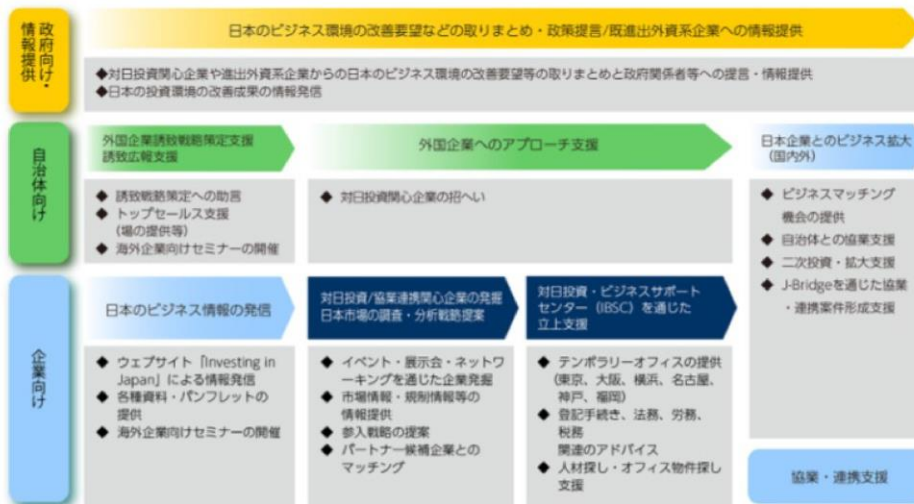 政府向け・
情報提供
日本のビジネス環境の改善要望などの取りまとめ・政策提言/既進出外資系企業への情報提供
◆対日投資関心企業や進出外資系企業からの日本のビジネス環境の改善要望等の取りまとめと政府関係者等への提言・情報提供
◆日本の投資環境の改善成果の情報発信
自治体向け
外国企業誘致戦略策定支援
誘致広報支援
◆ 誘致戦略策定への助言
◆ トップセールス支援
(場の提供等)
◆ 海外企業向けセミナーの開催
外国企業へのアプローチ支援
◆ 対日投資関心企業の招へい
日本企業とのビジネス拡大
(国内外)
◆ ビジネスマッチング
機会の提供
◆ 自治体との協業支援
◆ 二次投資・拡大支援
◆ J-Bridgeを通じた協業
・連携案件形成支援
企業向け
日本のビジネス情報の発信
◆ ウェブサイト「Investing in
Japan」による情報発信
◆ 各種資料・パンフレットの
提供
◆ 海外企業向けセミナーの開催
対日投資/協業連携関心企業の発掘
日本市場の調査・分析戦略提案
◆ イベント・展示会・ネットワ
ーキングを通じた企業発掘
◆ 市場情報・規制情報等の
情報提供
◆ 参入戦略の提案
◆ パートナー候補企業との
マッチング
対日投資・ビジネスサポート
センター(IBSC)を通じた
立上支援
◆ テンポラリーオフィスの提供
(東京、大阪、横浜、名古屋、
神戸、福岡)
◆ 登記手続き、法務、労務、
税務
関連のアドバイス
◆ 人材探し・オフィス物件探し
支援
協業・連携支援